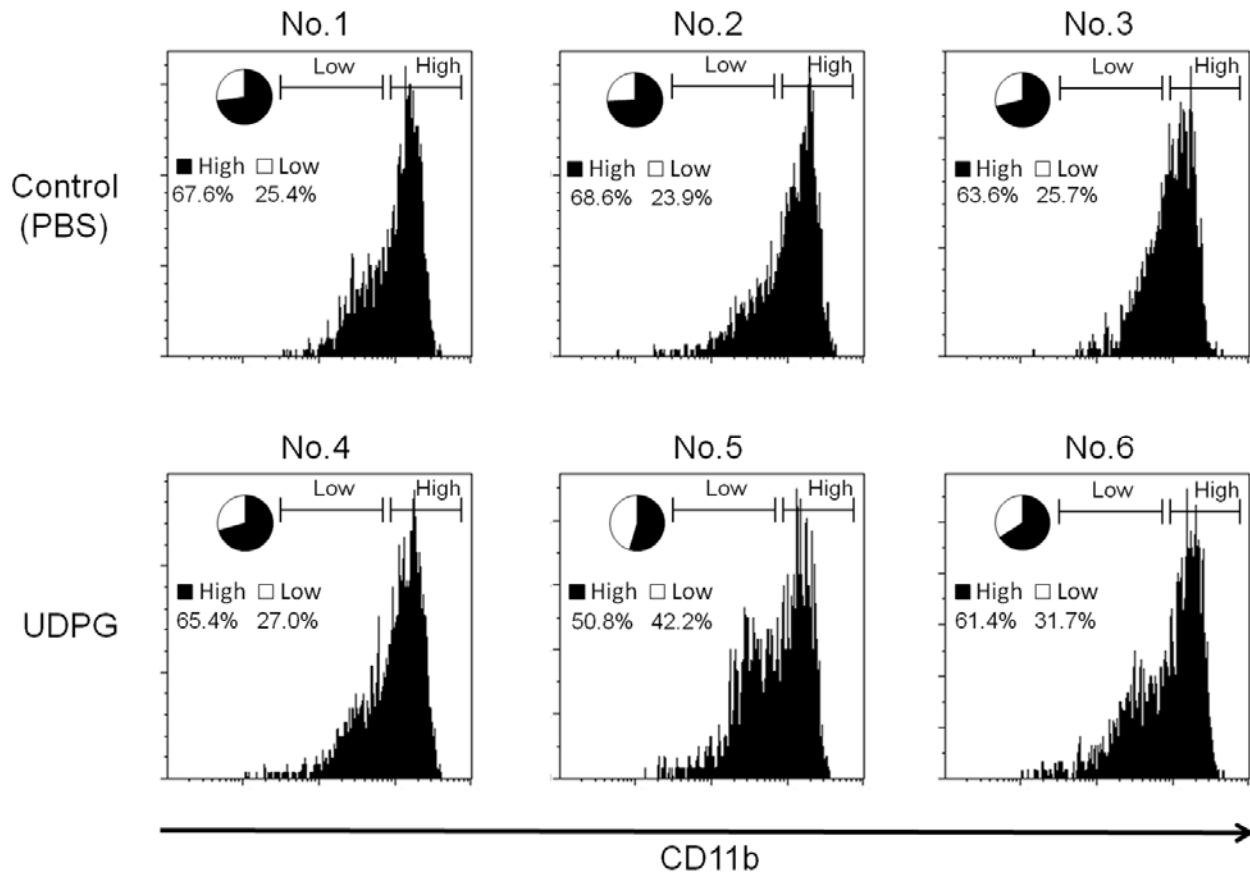 No.1 No.2 No.3
Low High Low High Low High
High Low High Low High Low
67.6% 25.4% 68.6% 23.9% 63.6% 25.7%
Control
(PBS)
No.4 No.5 No.6
Low High Low High Low High
High Low High Low High Low
65.4% 27.0% 50.8% 42.2% 61.4% 31.7%
UDPG
CD11b